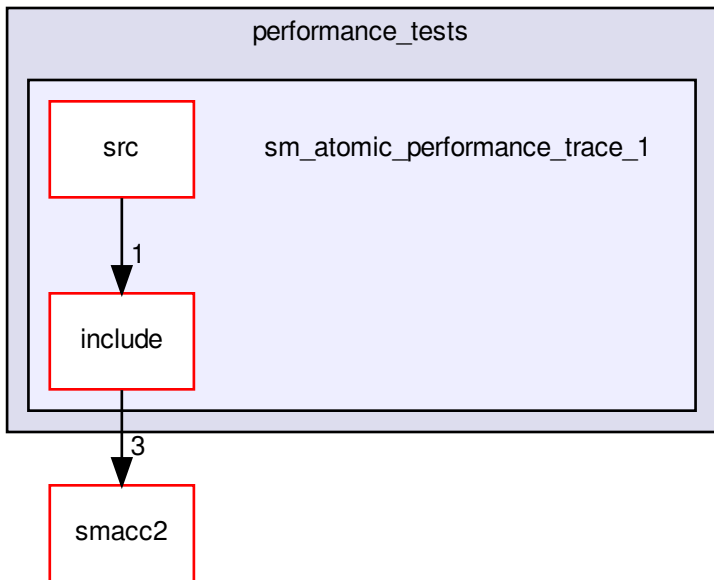 performance_tests
src
sm_atomic_performance_trace_1
1
include
3
smacc2